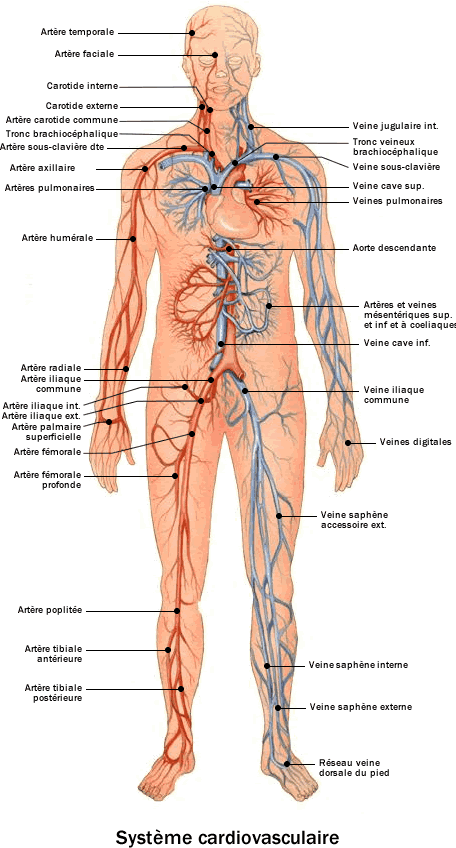 Artère temporale
Artère faciale
Carotide interne
Carotide externe
Artère carotide commune
Tronc brachiocéphalique
Artère sous-clavière dte
Artère axillaire
Artères pulmonaires
Artère humérale
Artère radiale
Artère iliaque
commune
Artère iliaque int.
Artère iliaque ext.
Artère palmaire
superficielle
Artère fémorale
Artère fémorale
profonde
Artère poplitée
Artère tibiale
antérieure
Artère tibiale
postérieure
Veine jugulaire int.
Tronc veineux
brachiocéphalique
Veine sous-clavière
Veine cave sup.
Veines pulmonaires
Aorte descendante
Artères et veines
mésentériques sup.
et inf et à coeliaques
Veine cave inf.
Veine iliaque
commune
Veines digitales
Veine saphène
accessoire ext.
Veine saphène interne
Veine saphène externe
Réseau veine
dorsale du pied
Système cardiovasculaire